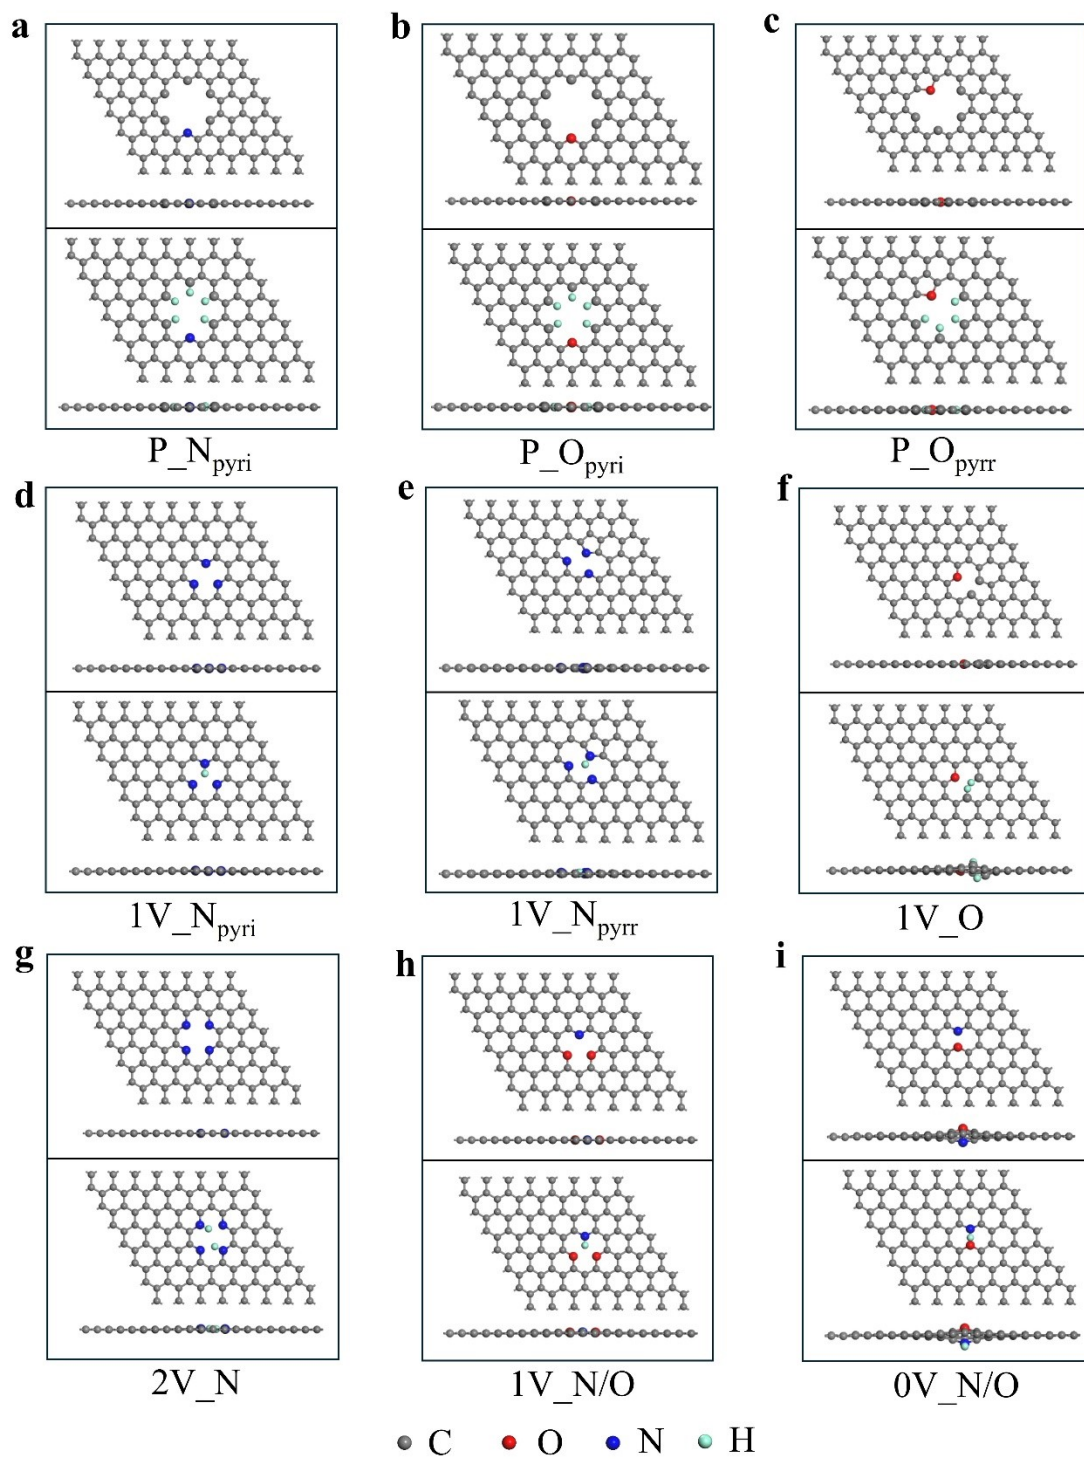 a b c
P_Npyri P_Opyri P_Opyrr
d e f
1V_Npyri 1V_Npyrr 1V_O
g h i
2V_N 1V_N/O 0V_N/O
C O N H